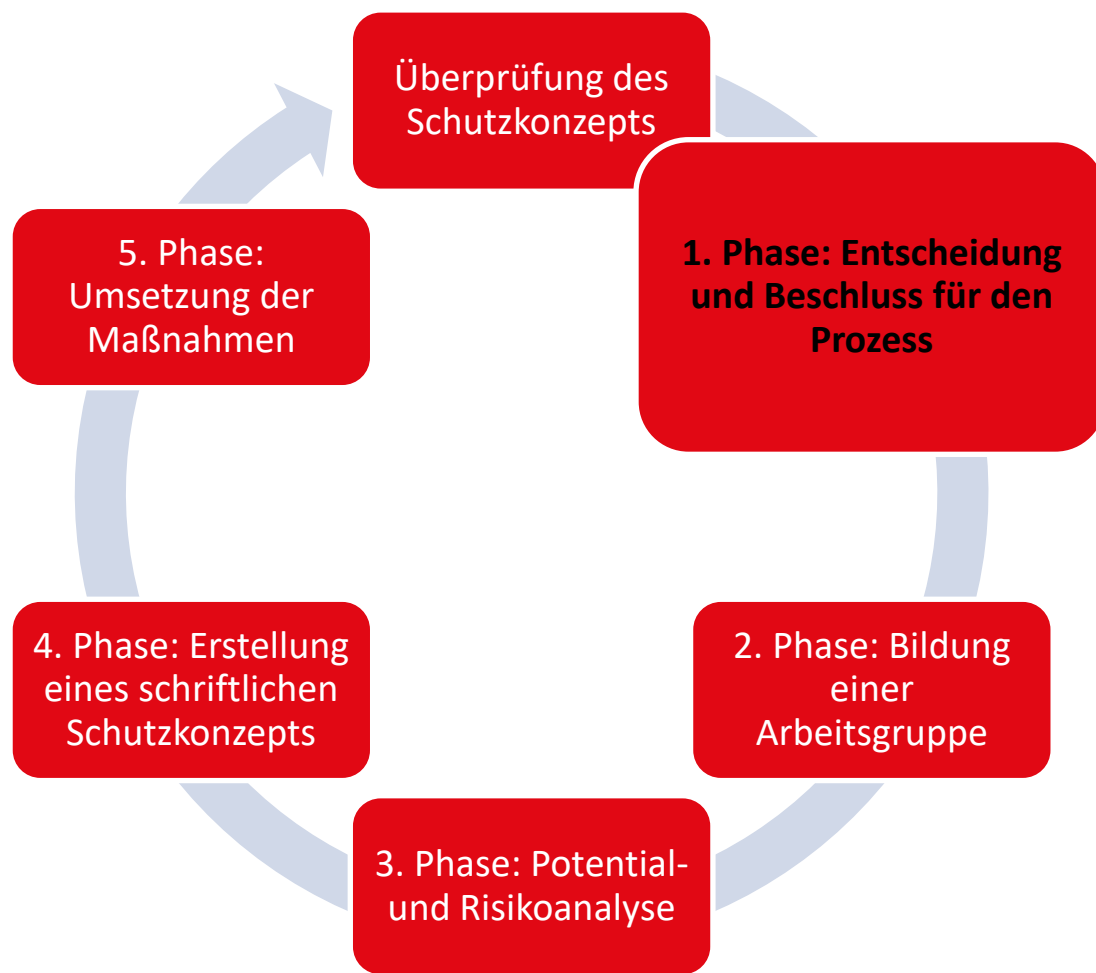 Überprüfung des
Schutzkonzepts
1. Phase: Entscheidung
und Beschluss für den
Prozess
2. Phase: Bildung
einer
Arbeitsgruppe
3. Phase: Potential-
und Risikoanalyse
4. Phase: Erstellung
eines schriftlichen
Schutzkonzepts
5. Phase:
Umsetzung der
Maßnahmen